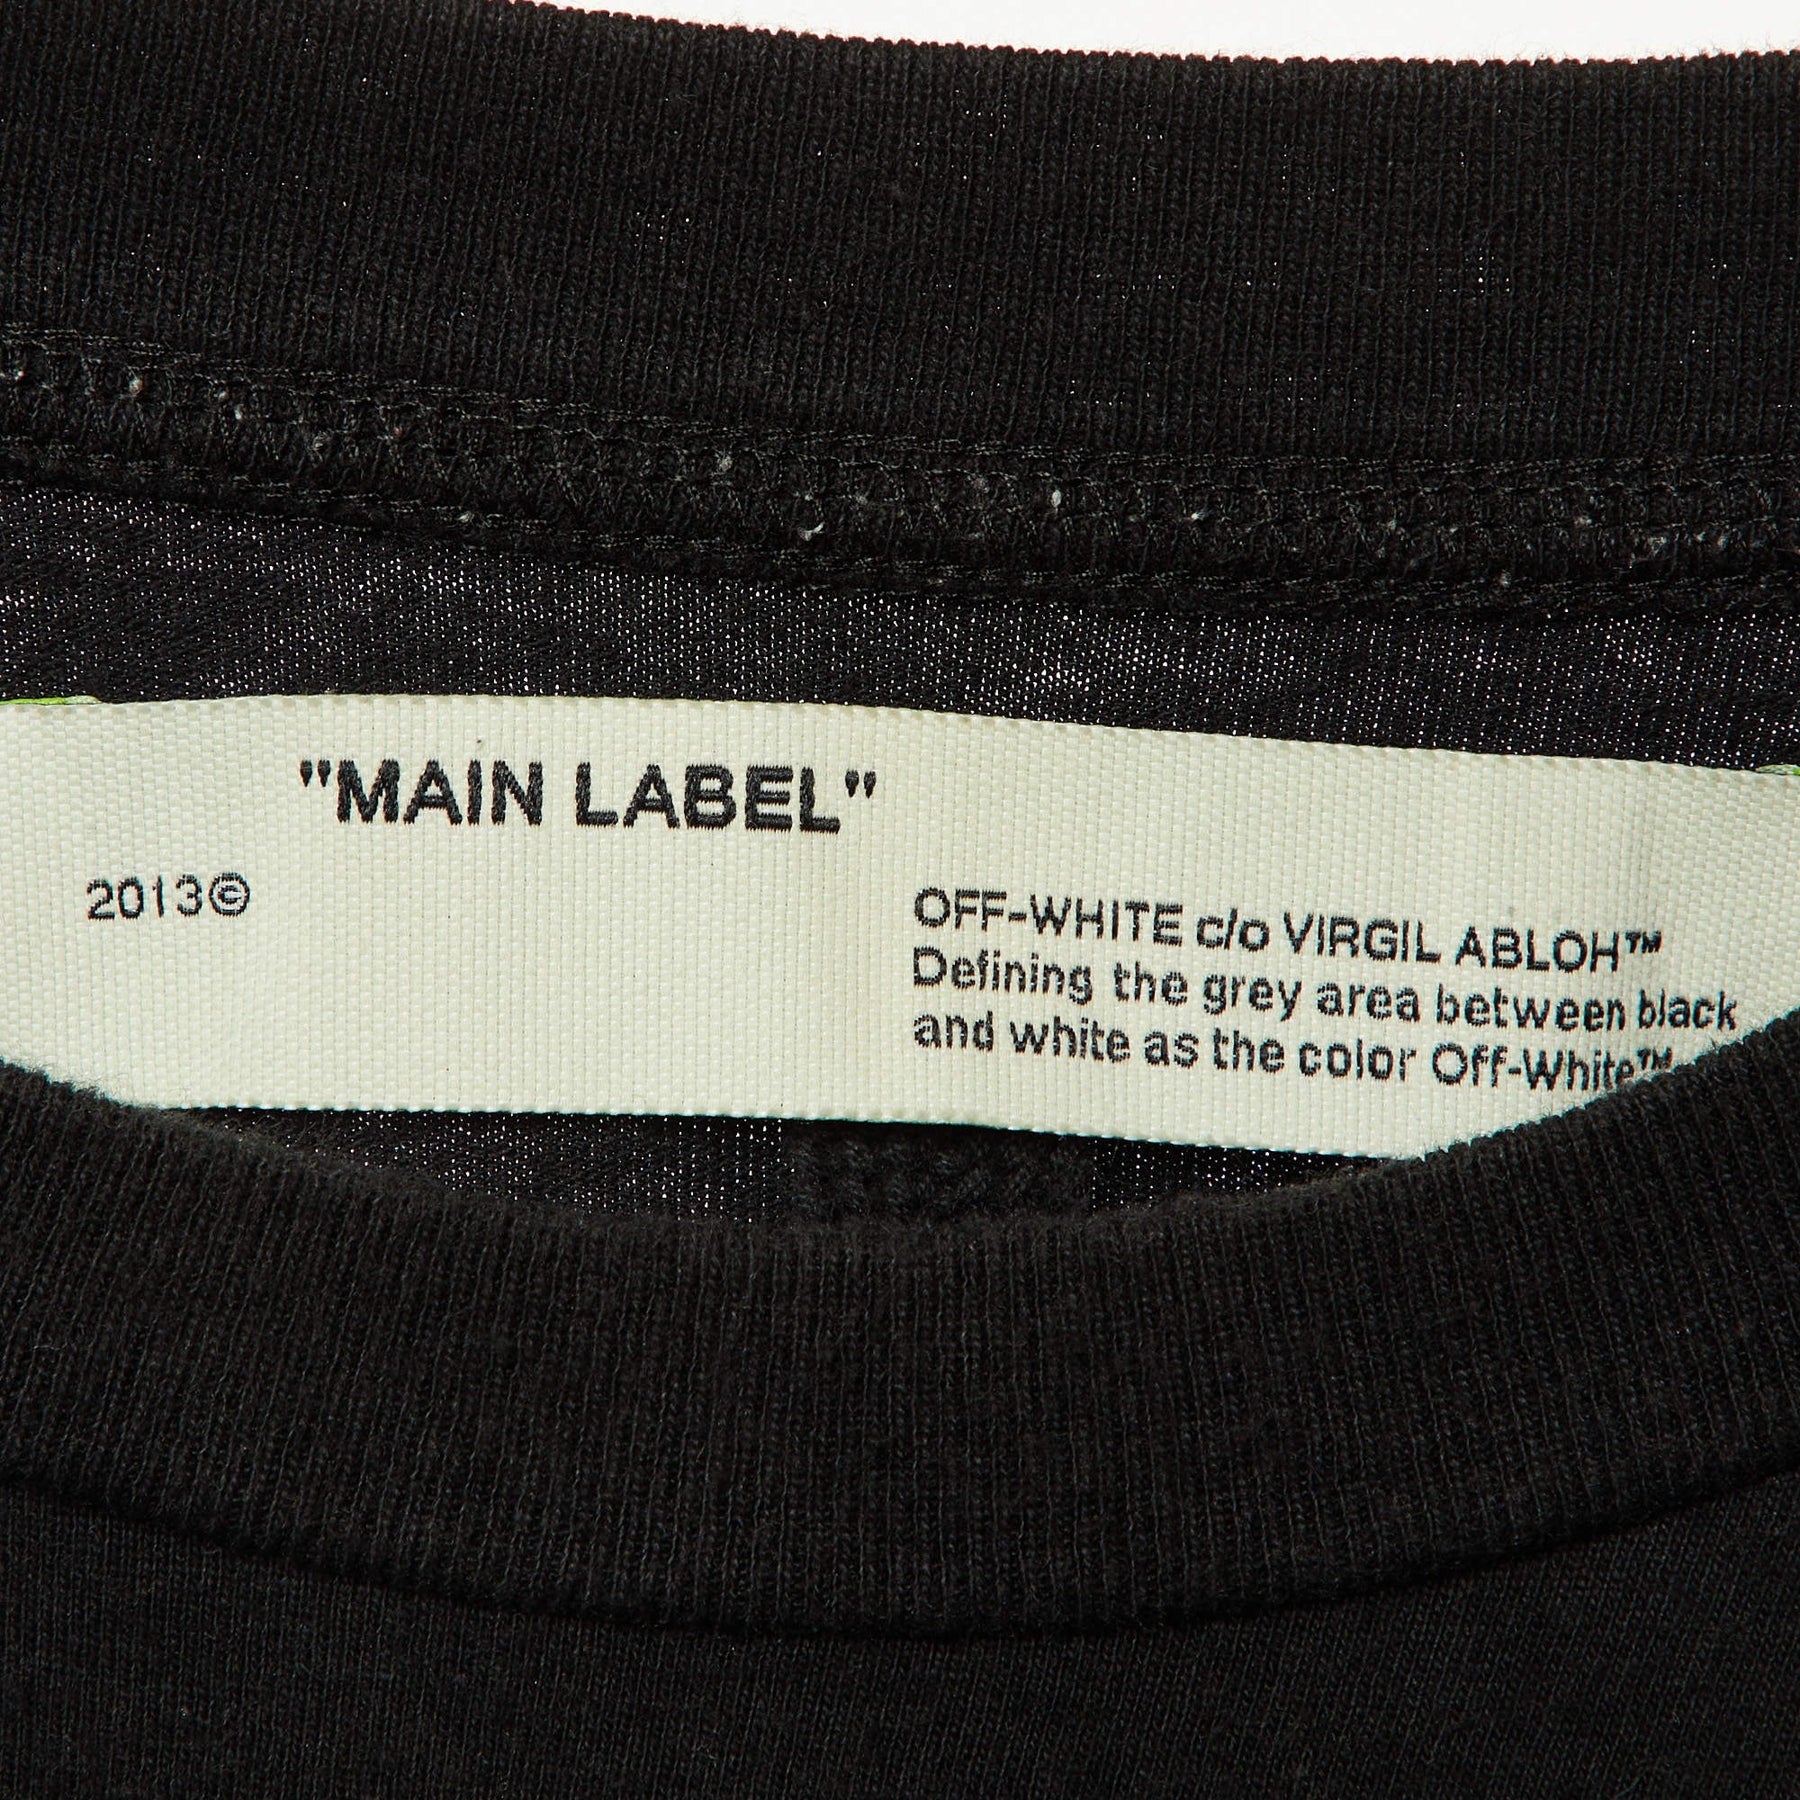 "MAIN LABEL"
2013©
OFF-WHITE c/o VIRGIL ABLOH™
Defining the grey area between black
and white as the color Off-White™